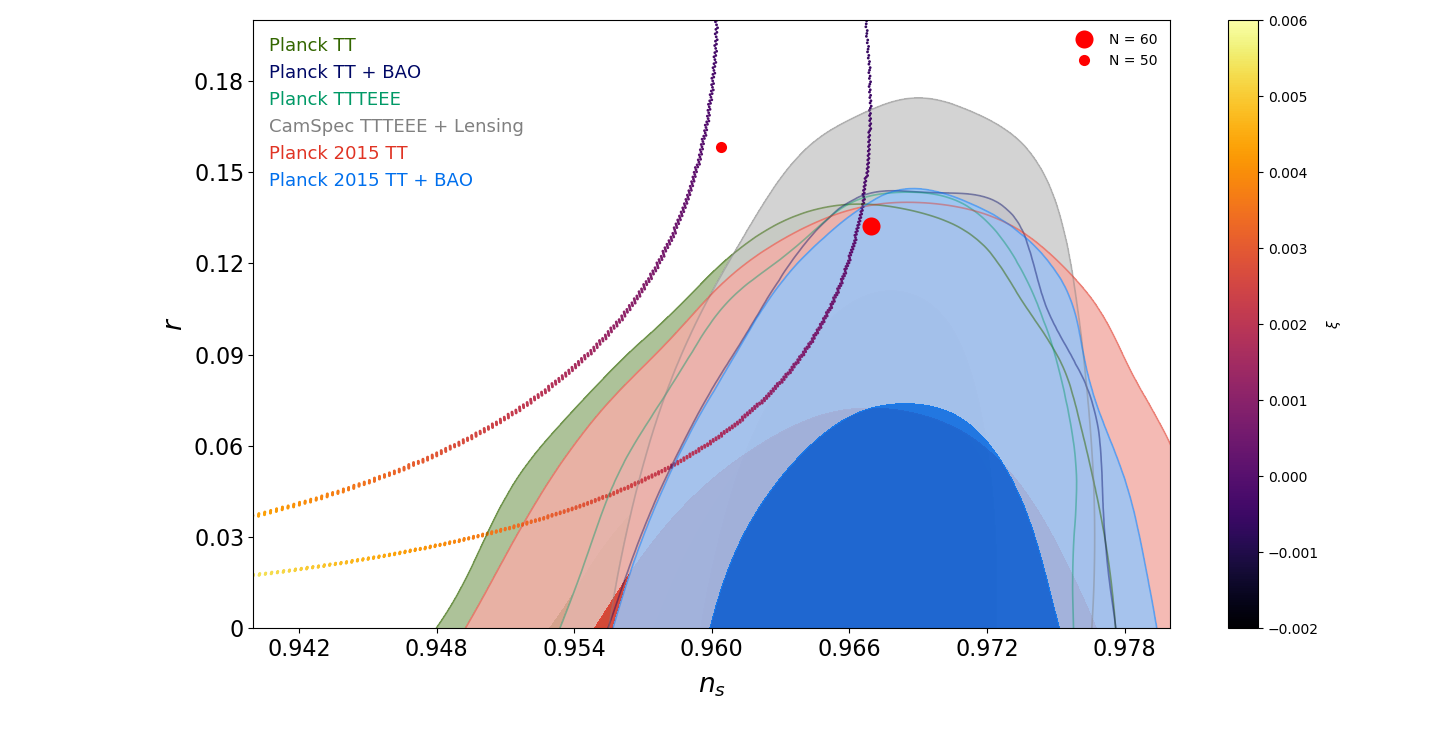 Planck TT
Planck TT + BAO
Planck TTTEEE
CamSpec TTTEEE + Lensing
Planck 2015 TT
Planck 2015 TT + BAO
N = 60
N = 50
0.18
0.15
0.12
0.09
0.06
0.03
0
r
0.942
0.948
0.954
0.960
0.966
0.972
0.978
n_s
0.006
0.005
0.004
0.003
0.002
0.001
0.000
−0.001
−0.002
ξ